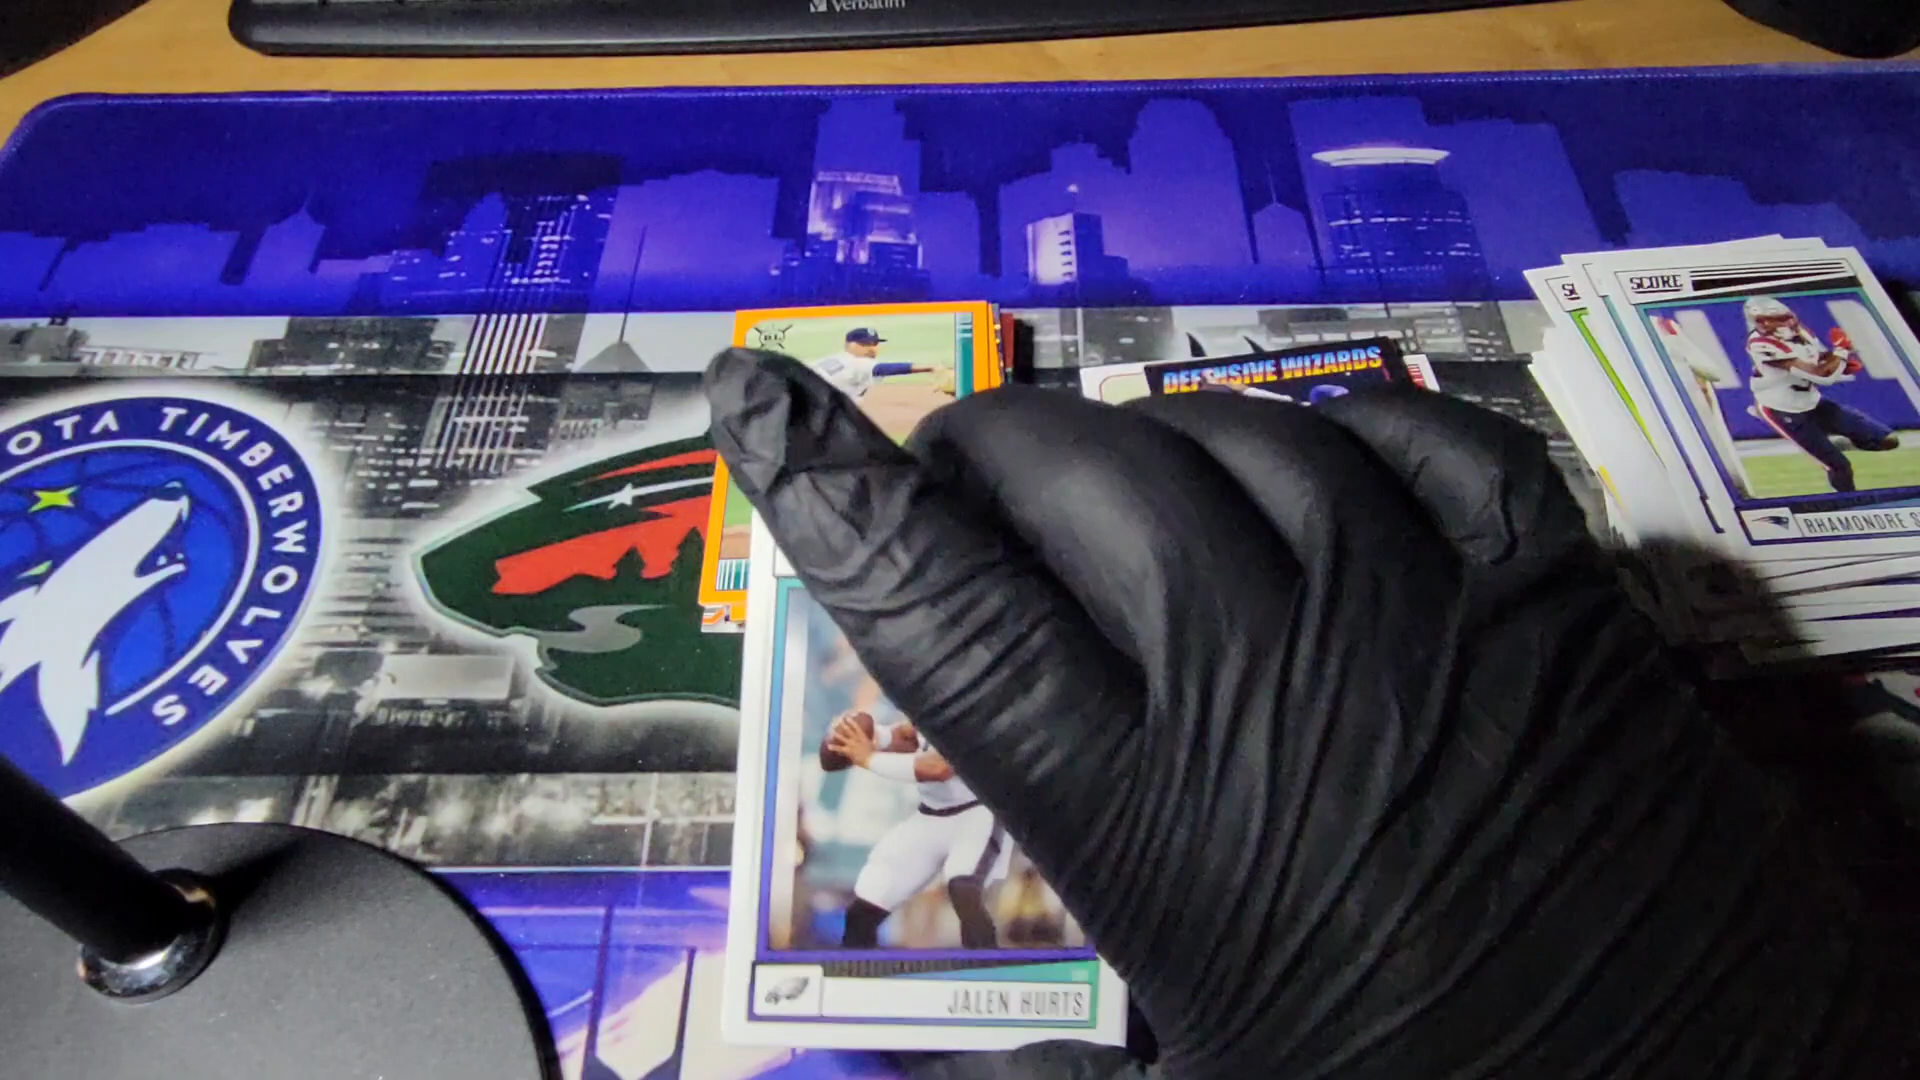 Verbatim
OTA TIMBERWOLVES
DEFENSIVE WIZARDS
SCORE
RHAMONDRE S
JALEN HURTS